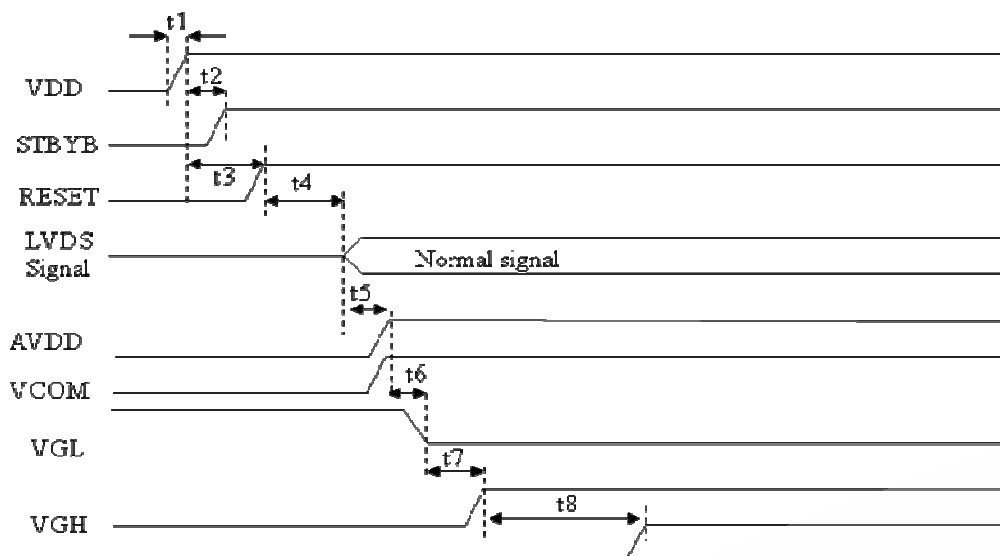 t1
VDD
t2
STBYB
t3
RESET
t4
LVDS
Signal
Normal signal
t5
AVDD
VCOM
t6
VGL
t7
VGH
t8